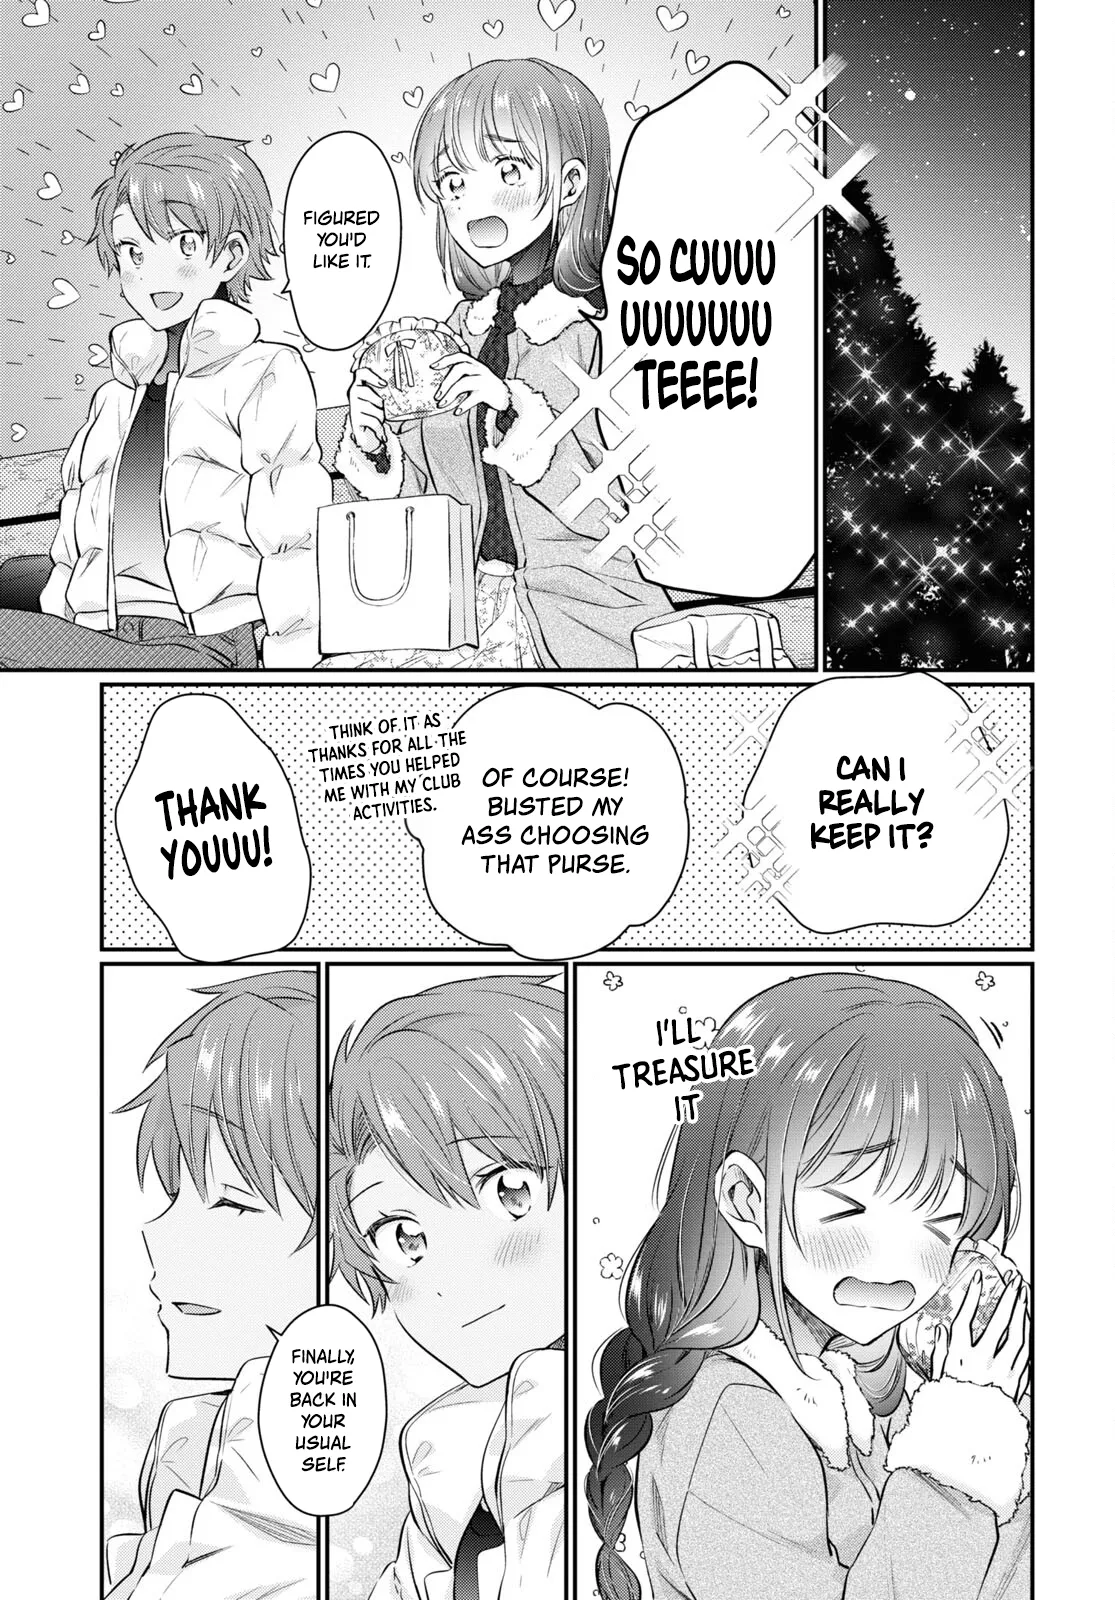 SO CUUUU
UUUUUUU
TEEEE!
FIGURED
YOU'D
LIKE IT.
CAN I
REALLY
KEEP IT?
OF COURSE!
BUSTED MY
ASS CHOOSING
THAT PURSE.
THINK OF IT AS
THANKS FOR ALL THE
TIMES YOU HELPED
ME WITH MY CLUB
ACTIVITIES.
THANK
YOUUU!
I'LL
TREASURE
IT
FINALLY,
YOU'RE
BACK IN
YOUR
USUAL
SELF.